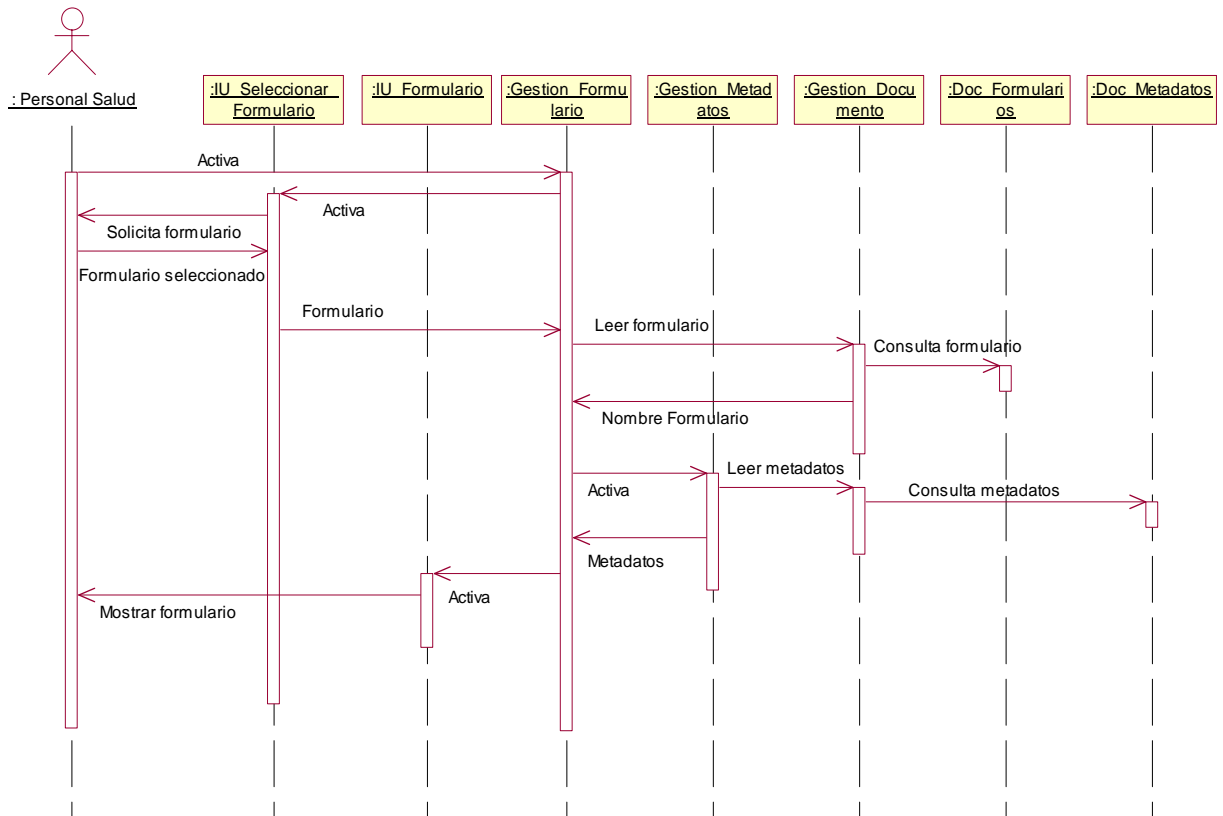 : Personal Salud
:IU_Seleccionar_
Formulario
:IU_Formulario
:Gestion_Formu
lario
:Gestion_Metad
atos
:Gestion_Docu
mento
:Doc_Formulari
os
:Doc_Metadatos
Activa
Activa
Solicita formulario
Formulario seleccionado
Formulario
Leer formulario
Consulta formulario
Nombre Formulario
Leer metadatos
Activa
Consulta metadatos
Metadatos
Activa
Mostrar formulario